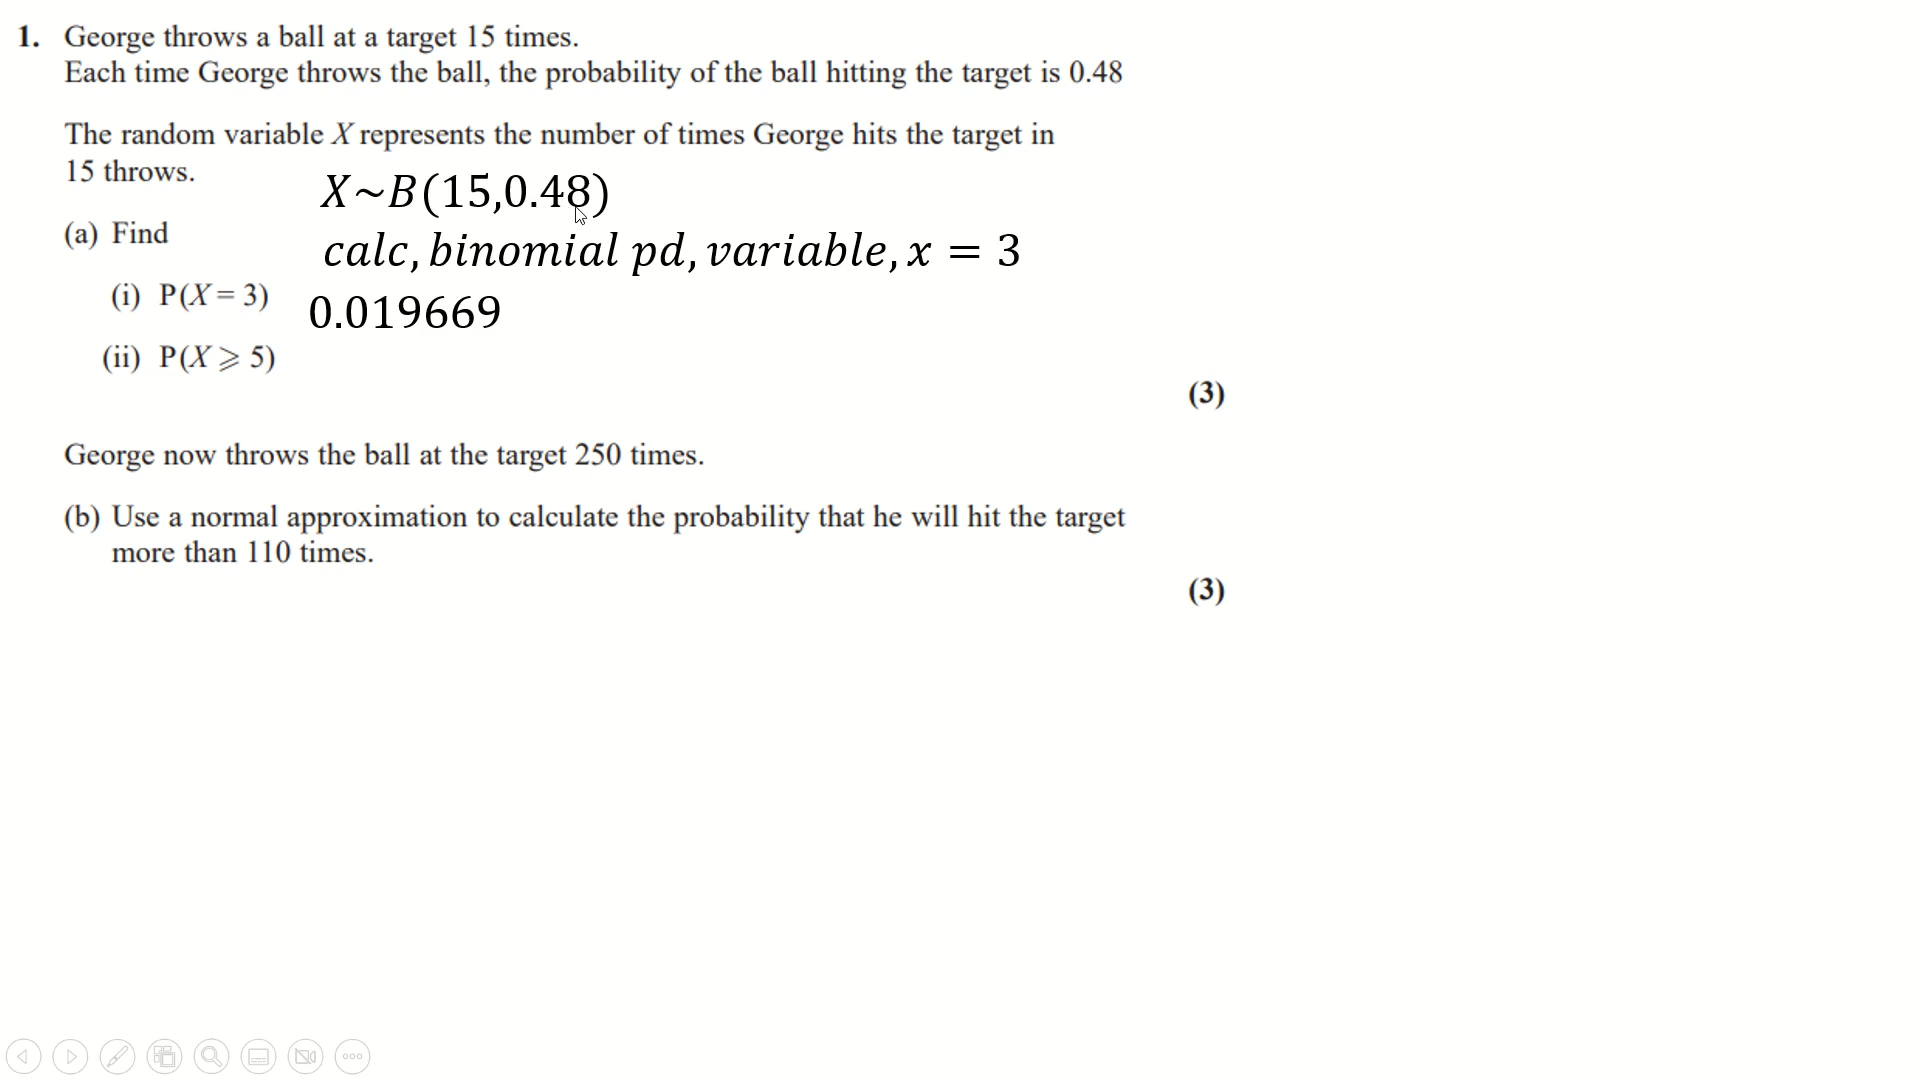 1. George throws a ball at a target 15 times.
Each time George throws the ball, the probability of the ball hitting the target is 0.48
The random variable X represents the number of times George hits the target in
15 throws.
X~B(15,0.48)
(a) Find
calc, binomial pd, variable, x = 3
(i) P(X = 3)
0.019669
(ii) P(X ⩾ 5)
(3)
George now throws the ball at the target 250 times.
(b) Use a normal approximation to calculate the probability that he will hit the target
more than 110 times.
(3)